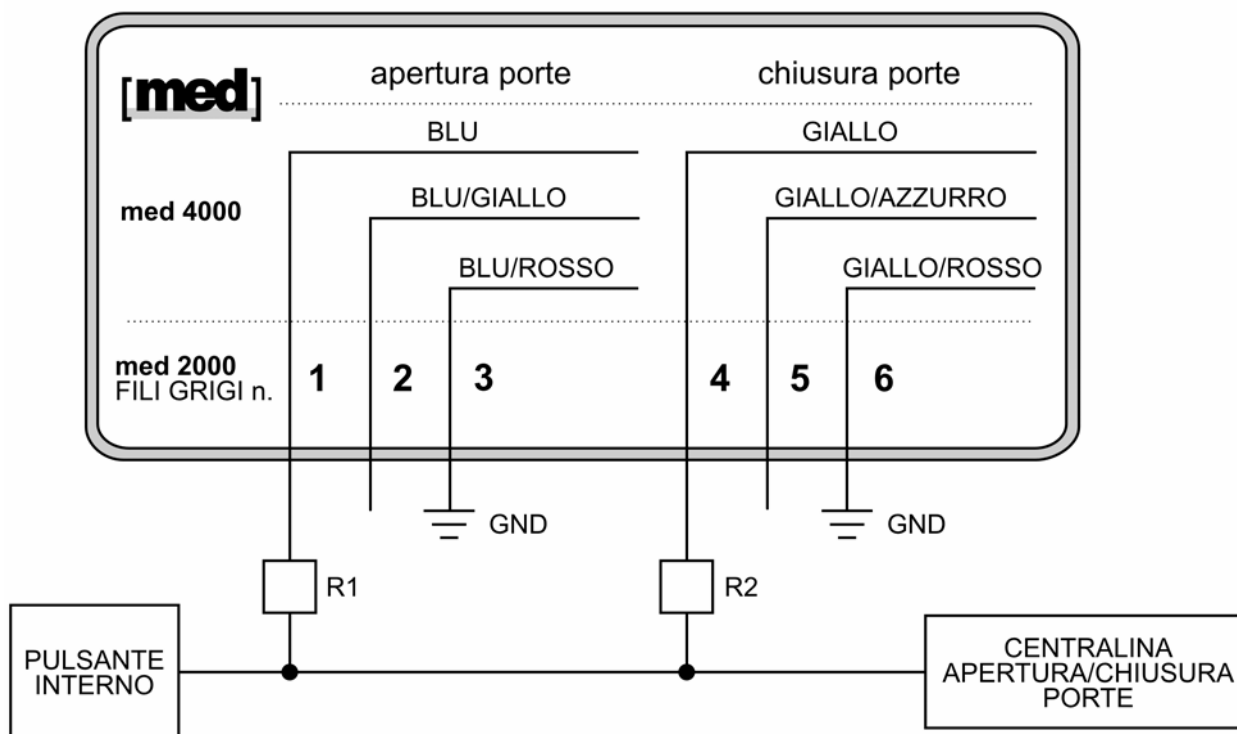 [med]
apertura porte
chiusura porte
BLU
GIALLO
med 4000
BLU/GIALLO
GIALLO/AZZURRO
BLU/ROSSO
GIALLO/ROSSO
med 2000
FILI GRIGI n.
1
2
3
4
5
6
GND
GND
R1
R2
PULSANTE
INTERNO
CENTRALINA
APERTURA/CHIUSURA
PORTE